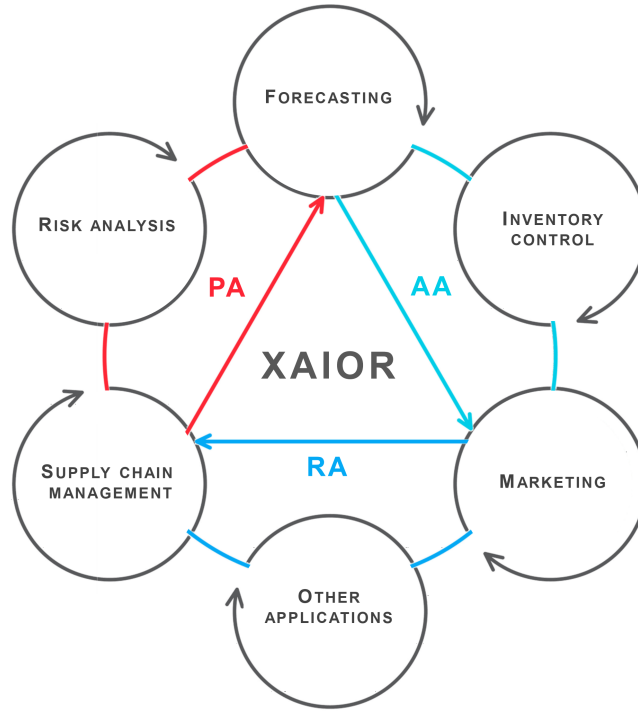 FORECASTING
RISK ANALYSIS
INVENTORY
CONTROL
PA
AA
XAIOR
RA
SUPPLY CHAIN
MANAGEMENT
MARKETING
OTHER
APPLICATIONS